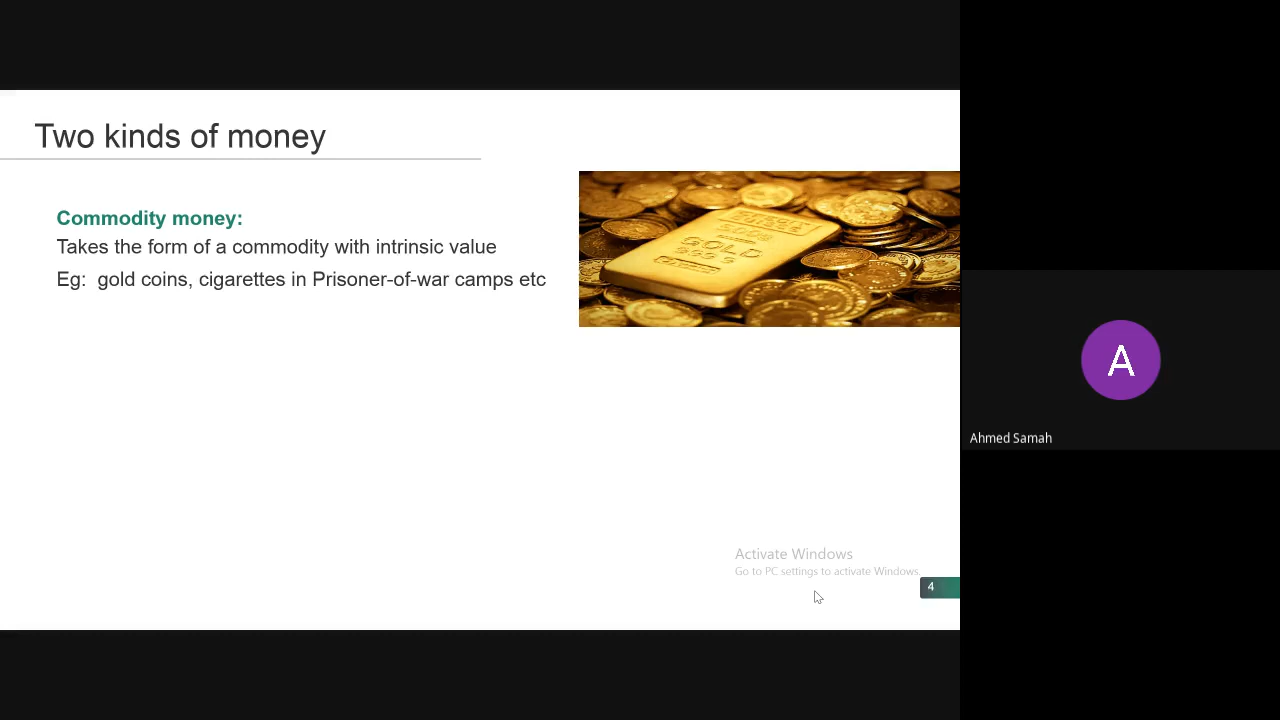 Two kinds of money
Commodity money:
Takes the form of a commodity with intrinsic value
Eg: gold coins, cigarettes in Prisoner-of-war camps etc
GOLD
Activate Windows
Go to PC settings to activate Windows.
4
A
Ahmed Samah